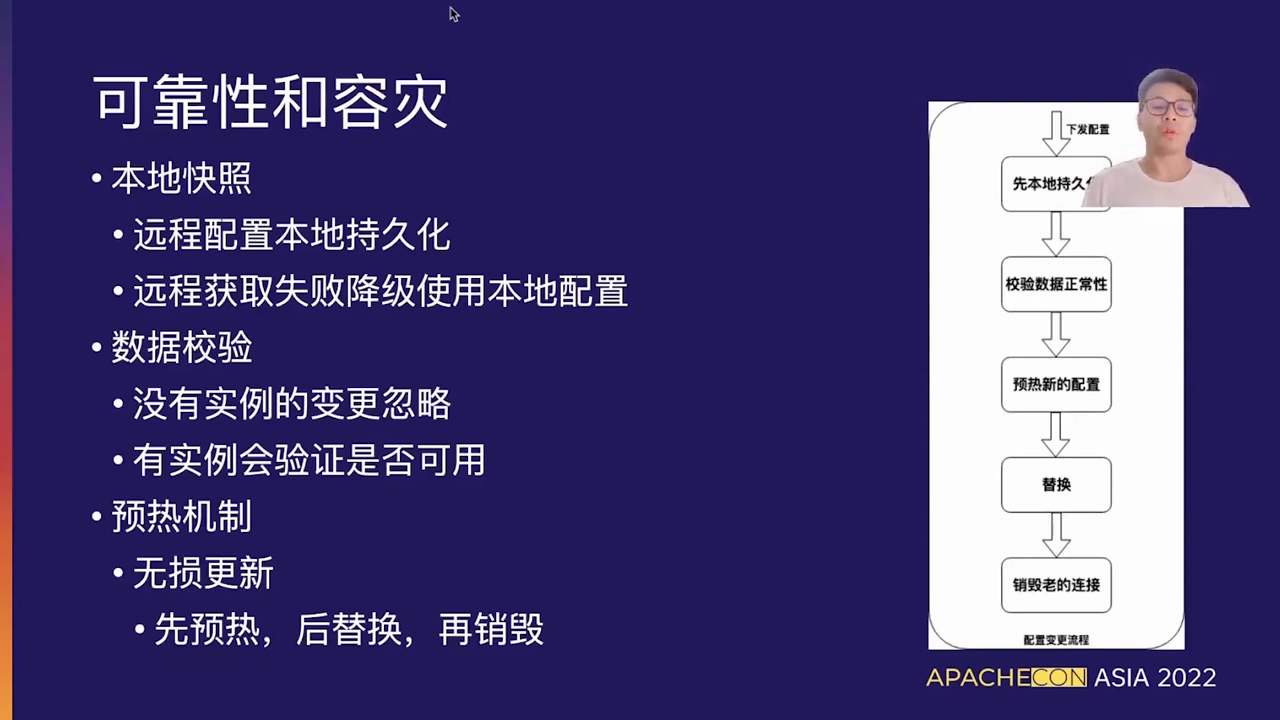 可靠性和容灾
• 本地快照
• 远程配置本地持久化
• 远程获取失败降级使用本地配置
• 数据校验
• 没有实例的变更忽略
• 有实例会验证是否可用
• 预热机制
• 无损更新
• 先预热，后替换，再销毁
下发配置
先本地持久
校验数据正常性
预热新的配置
替换
销毁老的连接
配置变更流程
APACHECON ASIA 2022